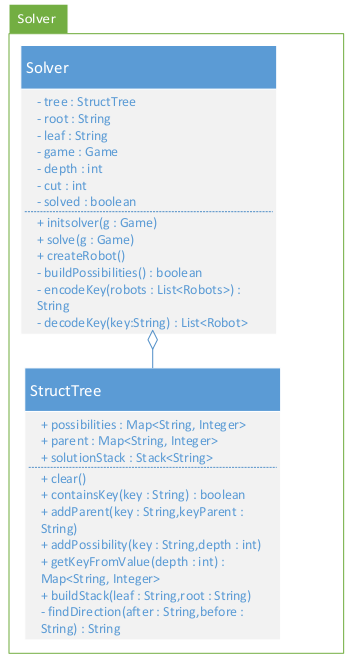 Solver
Solver
- tree : StructTree
- root : String
- leaf : String
- game : Game
- depth : int
- cut : int
- solved : boolean
+ initsolver(g : Game)
+ solve(g : Game)
+ createRobot()
- buildPossibilities() : boolean
- encodeKey(robots : List<Robots>) :
String
- decodeKey(key:String) : List<Robot>
StructTree
+ possibilities : Map<String, Integer>
+ parent : Map<String, Integer>
+ solutionStack : Stack<String>
+ clear()
+ containsKey(key : String) : boolean
+ addParent(key : String,keyParent :
String)
+ addPossibility(key : String,depth : int)
+ getKeyFromValue(depth : int) :
Map<String, Integer>
+ buildStack(leaf : String,root : String)
- findDirection(after : String,before :
String) : String